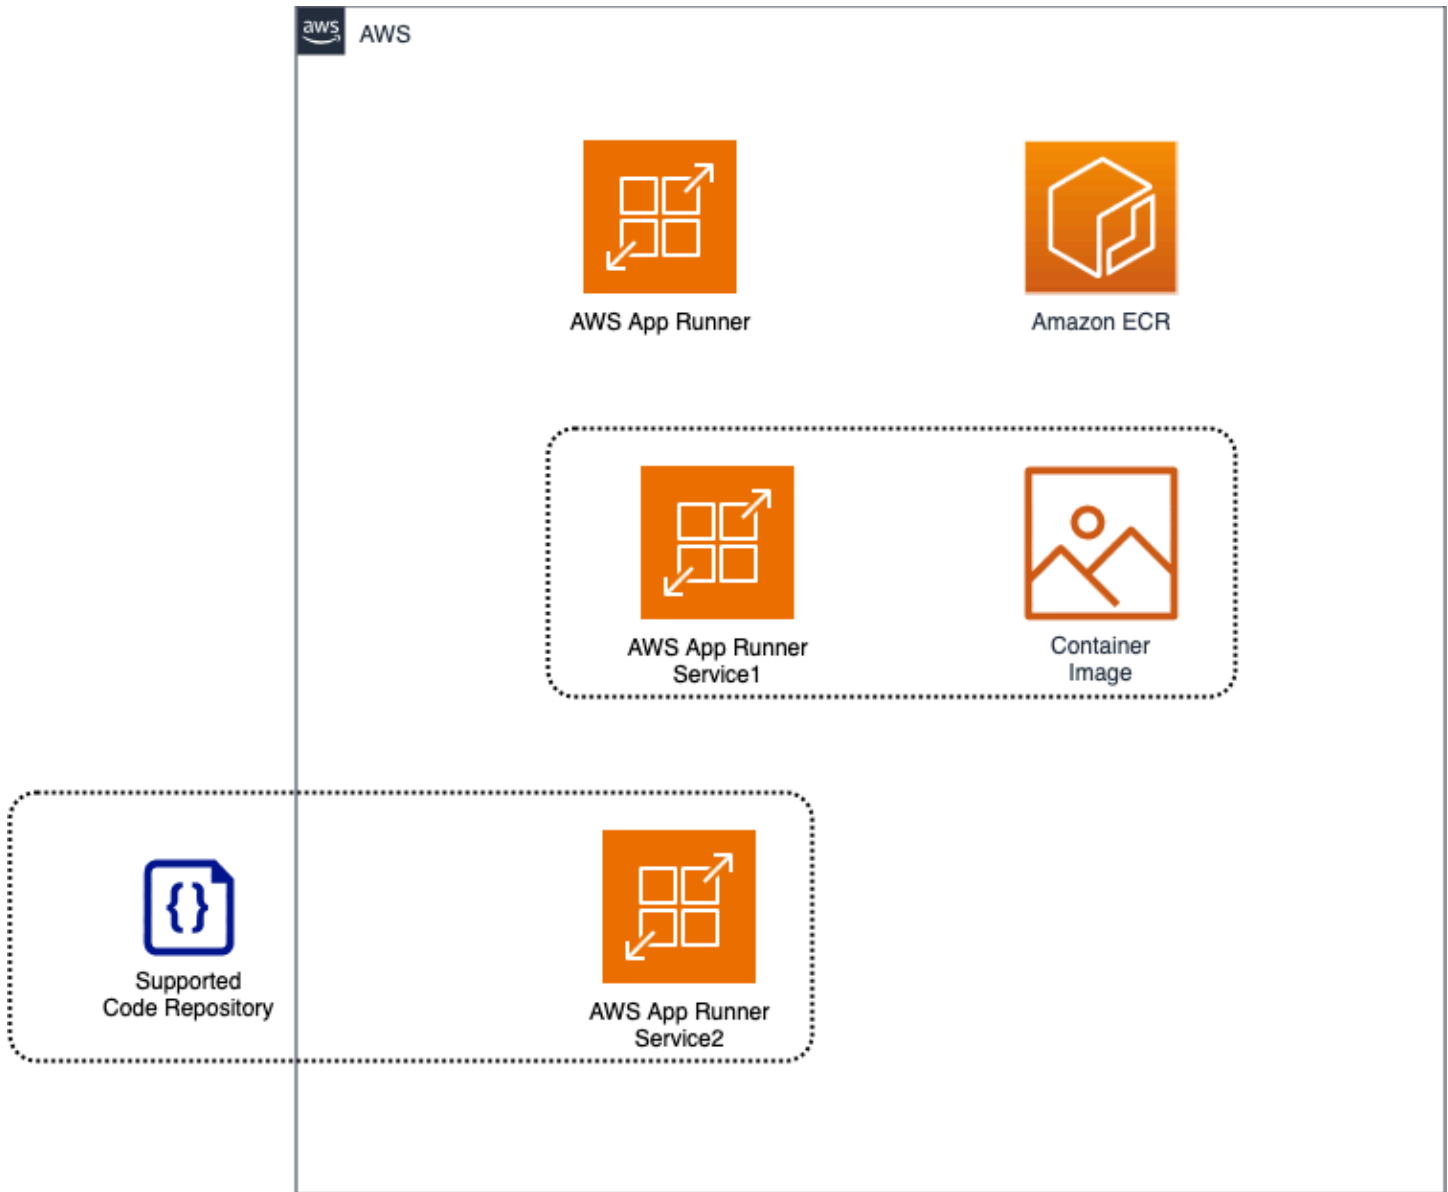 aws
AWS
AWS App Runner
Amazon ECR
AWS App Runner
Service1
Container
Image
Supported
Code Repository
AWS App Runner
Service2